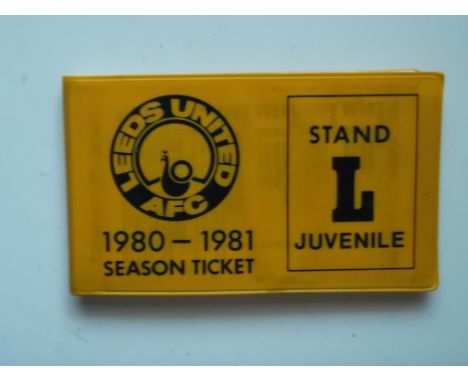 LEEDS UNITED
AFC
1980 – 1981
SEASON TICKET
STAND
L
JUVENILE